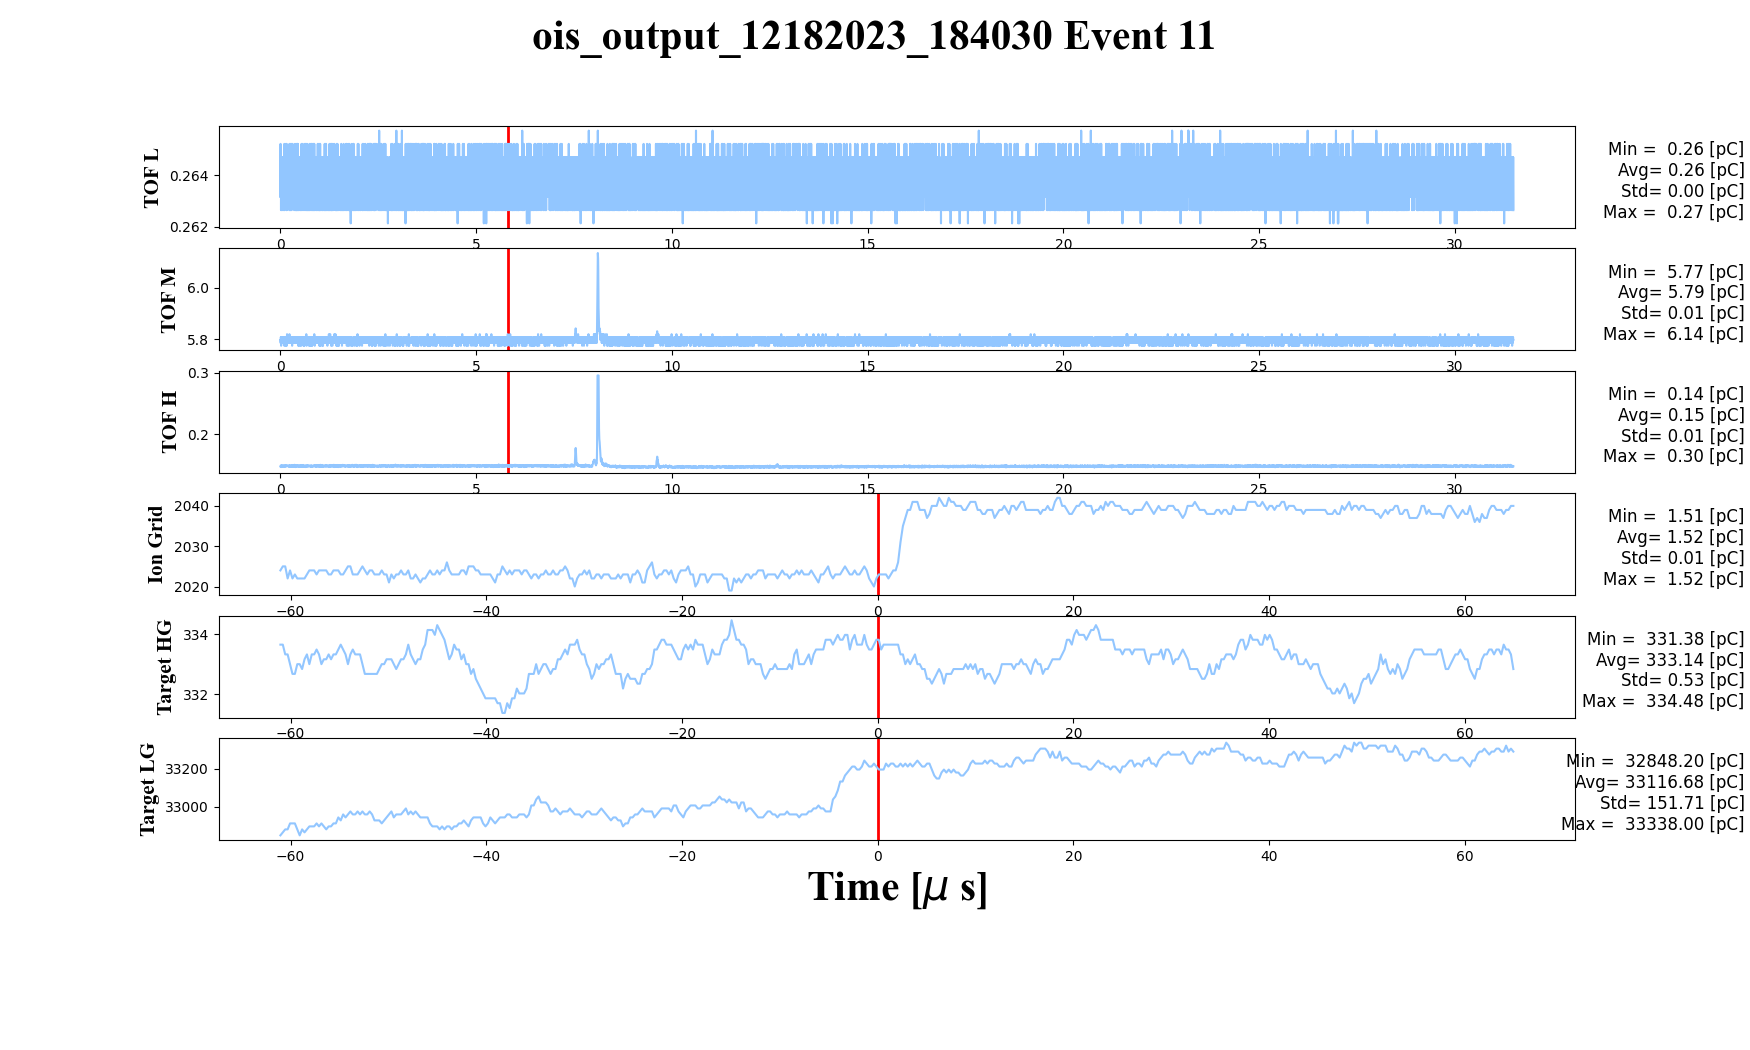 ois_output_12182023_184030 Event 11
TOF L
0.264
0.262
0 5 10 15 20 25 30
Min = 0.26 [pC]
Avg= 0.26 [pC]
Std= 0.00 [pC]
Max = 0.27 [pC]
TOF M
6.0
5.8
0 5 10 15 20 25 30
Min = 5.77 [pC]
Avg= 5.79 [pC]
Std= 0.01 [pC]
Max = 6.14 [pC]
TOF H
0.3
0.2
0 5 10 15 20 25 30
Min = 0.14 [pC]
Avg= 0.15 [pC]
Std= 0.01 [pC]
Max = 0.30 [pC]
Ion Grid
2040
2030
2020
−60 −40 −20 0 20 40 60
Min = 1.51 [pC]
Avg= 1.52 [pC]
Std= 0.01 [pC]
Max = 1.52 [pC]
Target HG
334
332
−60 −40 −20 0 20 40 60
Min = 331.38 [pC]
Avg= 333.14 [pC]
Std= 0.53 [pC]
Max = 334.48 [pC]
Target LG
33200
33000
−60 −40 −20 0 20 40 60
Min = 32848.20 [pC]
Avg= 33116.68 [pC]
Std= 151.71 [pC]
Max = 33338.00 [pC]
Time [μ s]